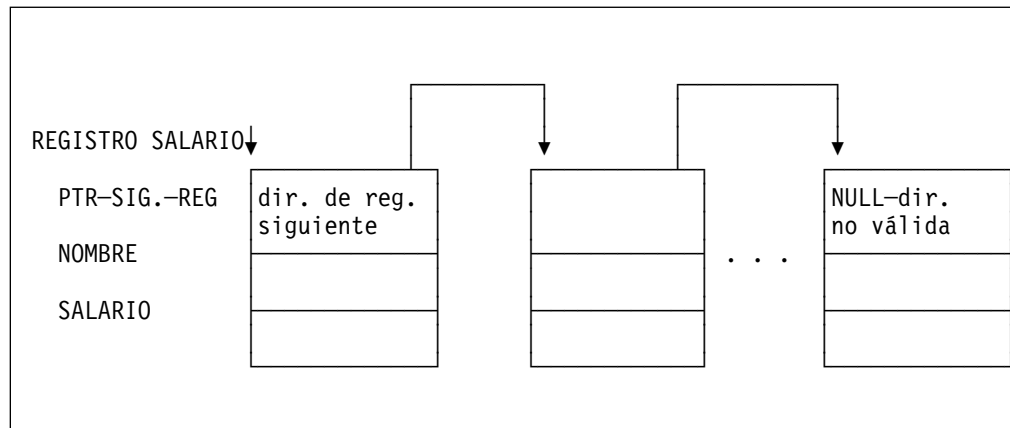 REGISTRO SALARIO
PTR—SIG.—REG
dir. de reg.
siguiente
NULL—dir.
no válida
NOMBRE
. . .
SALARIO